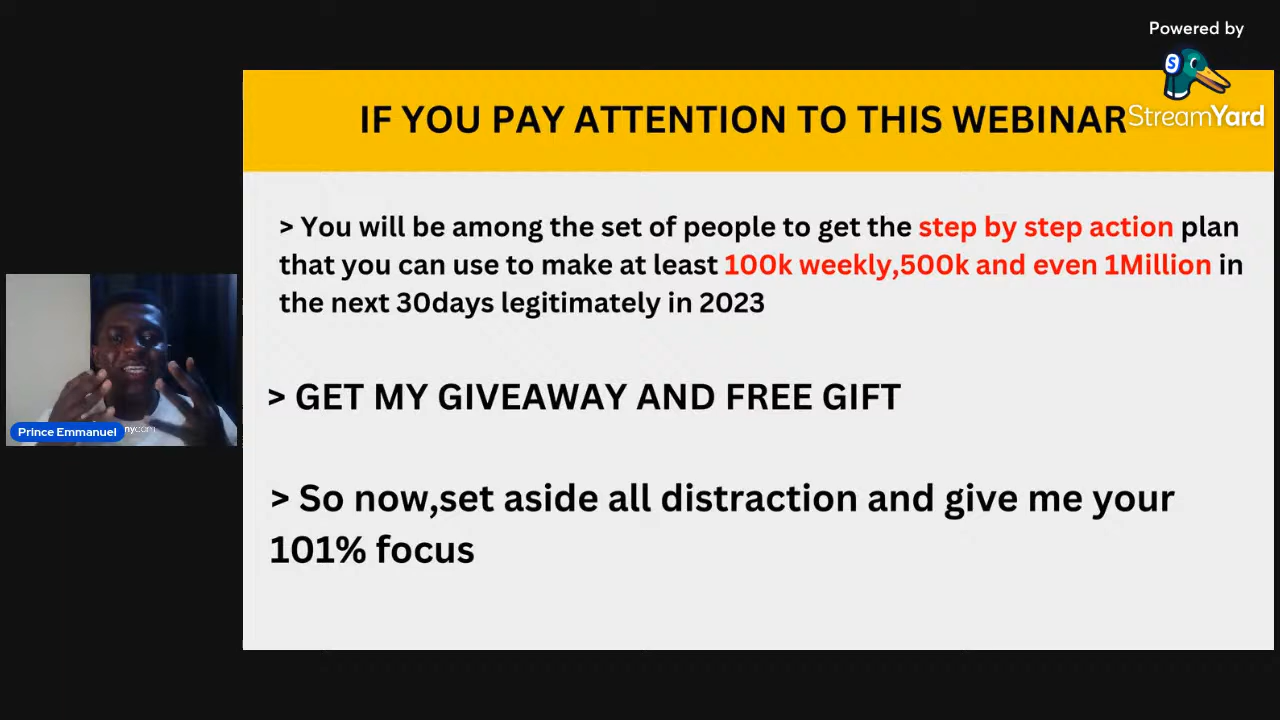 Powered by
StreamYard
IF YOU PAY ATTENTION TO THIS WEBINAR
> You will be among the set of people to get the step by step action plan
that you can use to make at least 100k weekly,500k and even 1Million in
the next 30days legitimately in 2023
> GET MY GIVEAWAY AND FREE GIFT
> So now,set aside all distraction and give me your
101% focus
Prince Emmanuel